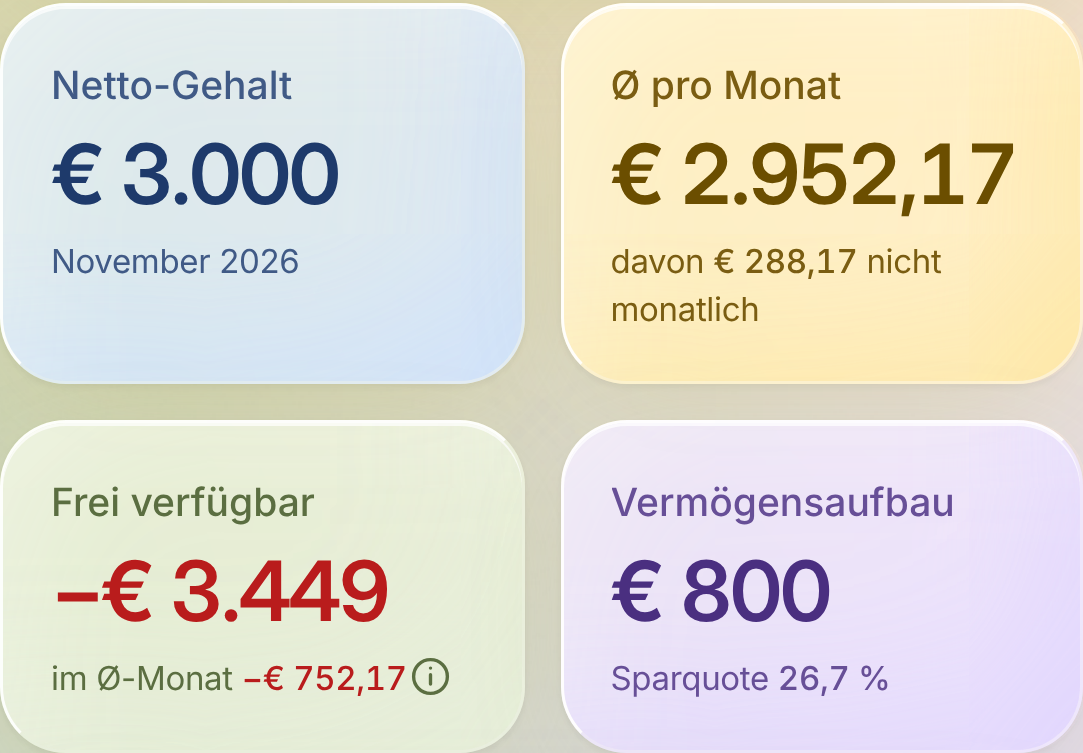 Netto-Gehalt
€ 3.000
November 2026
Ø pro Monat
€ 2.952,17
davon € 288,17 nicht
monatlich
Frei verfügbar
–€ 3.449
im Ø-Monat –€ 752,17
Vermögensaufbau
€ 800
Sparquote 26,7 %